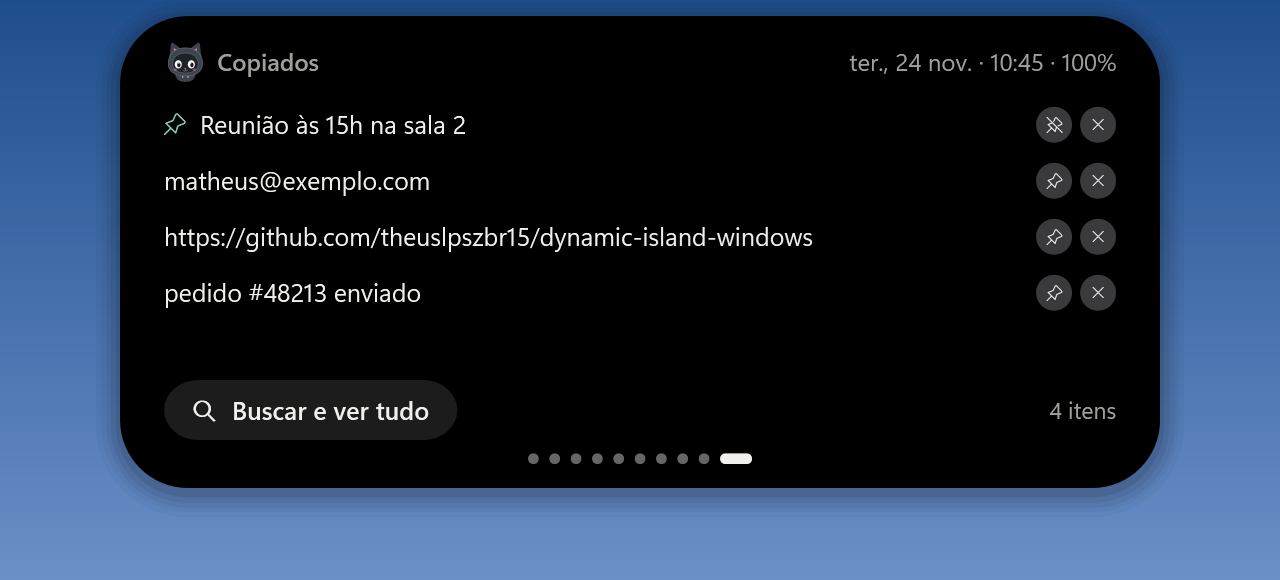 Copiados
ter., 24 nov. · 10:45 · 100%
Reunião às 15h na sala 2
matheus@exemplo.com
https://github.com/theuslpszbr15/dynamic-island-windows
pedido #48213 enviado
Buscar e ver tudo
4 itens